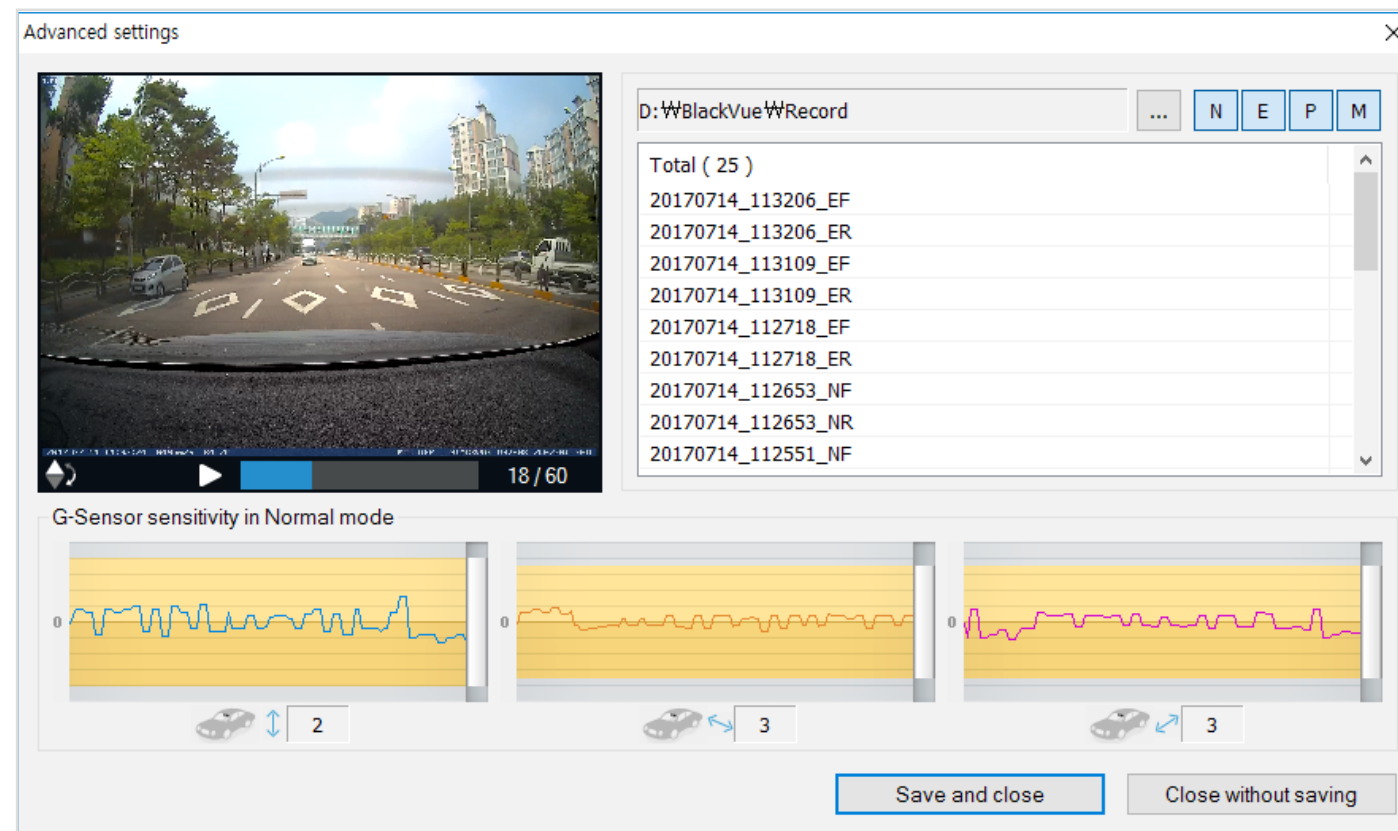 Advanced settings
D:₩BlackVue₩Record
... N E P M
Total ( 25 )
20170714_113206_EF
20170714_113206_ER
20170714_113109_EF
20170714_113109_ER
20170714_112718_EF
20170714_112718_ER
20170714_112653_NF
20170714_112653_NR
20170714_112551_NF
18 / 60
G-Sensor sensitivity in Normal mode
0 0 0
2 3 3
Save and close Close without saving